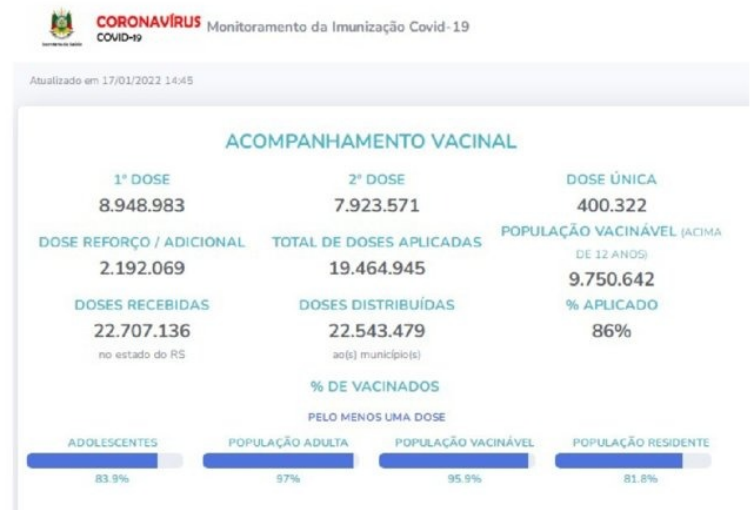 CORONAVÍRUS
COVID-19
Monitoramento da Imunização Covid-19
Secretaria da Saúde
Atualizado em 17/01/2022 14:45
ACOMPANHAMENTO VACINAL
1ª DOSE
8.948.983
2ª DOSE
7.923.571
DOSE ÚNICA
400.322
DOSE REFORÇO / ADICIONAL
2.192.069
TOTAL DE DOSES APLICADAS
19.464.945
POPULAÇÃO VACINÁVEL (ACIMA
DE 12 ANOS)
9.750.642
DOSES RECEBIDAS
22.707.136
no estado do RS
DOSES DISTRIBUÍDAS
22.543.479
ao(s) município(s)
% APLICADO
86%
% DE VACINADOS
PELO MENOS UMA DOSE
ADOLESCENTES
83.9%
POPULAÇÃO ADULTA
97%
POPULAÇÃO VACINÁVEL
95.9%
POPULAÇÃO RESIDENTE
81.8%